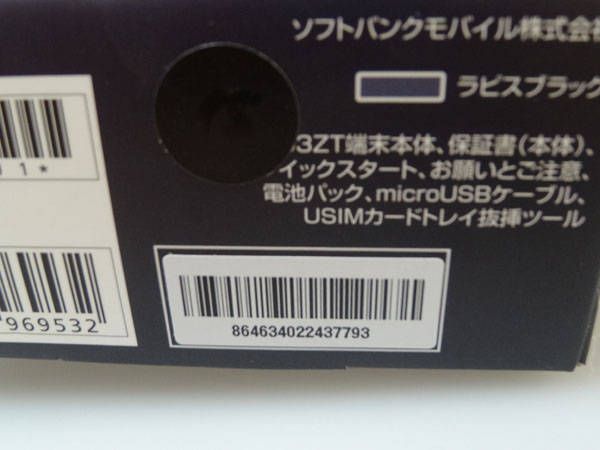 ソフトバンクモバイル株式会
ラピスブラック
3ZT端末本体、保証書(本体)、
イックスタート、お願いとご注意、
電池パック、microUSBケーブル、
USIMカードトレイ抜挿ツール
1*
969532
864634022437793